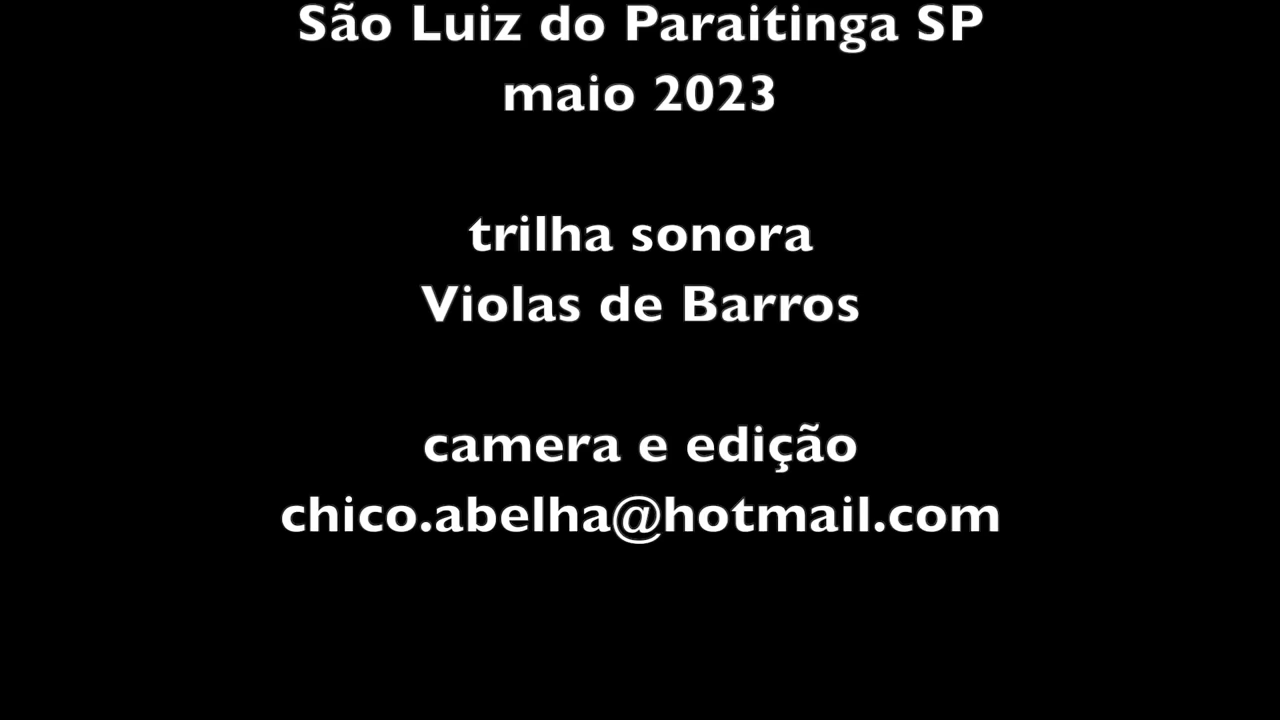 São Luiz do Paraitinga SP
maio 2023
trilha sonora
Violas de Barros
camera e edição
chico.abelha@hotmail.com